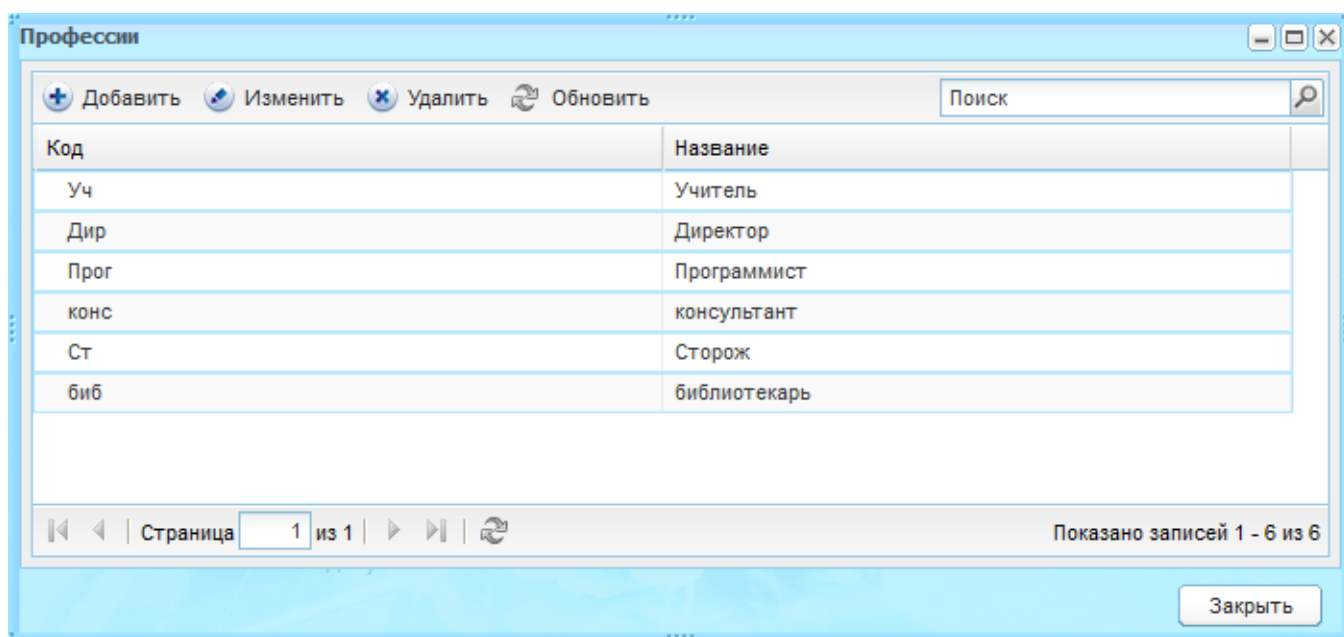 Профессии
Добавить Изменить Удалить Обновить Поиск
Код Название
Уч Учитель
Дир Директор
Прог Программист
конс консультант
Ст Сторож
биб библиотекарь
Страница 1 из 1 Показано записей 1 - 6 из 6
Закрыть